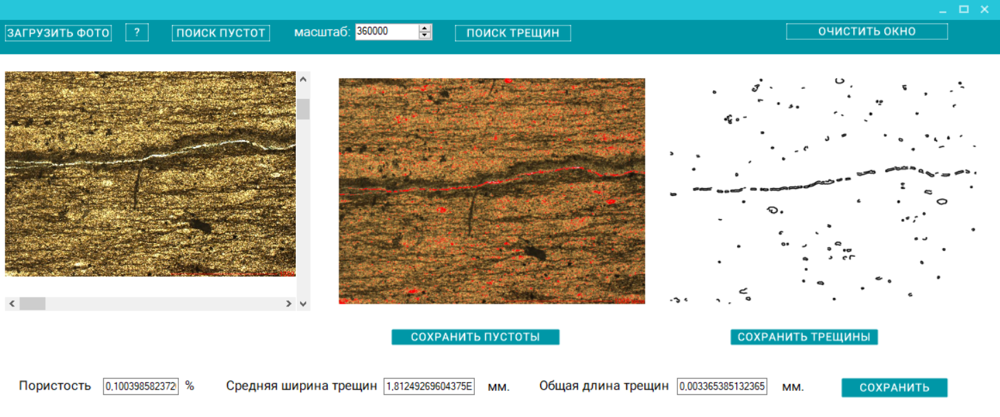 ЗАГРУЗИТЬ ФОТО ? ПОИСК ПУСТОТ масштаб: 360000 ПОИСК ТРЕЩИН ОЧИСТИТЬ ОКНО
СОХРАНИТЬ ПУСТОТЫ СОХРАНИТЬ ТРЕЩИНЫ
Пористость 0,100398582372 % Средняя ширина трещин 1,81249269604375E мм. Общая длина трещин 0,003365385132365 мм. СОХРАНИТЬ